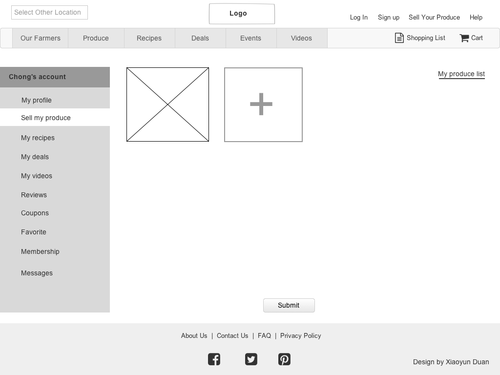 Select Other Location
Logo
Log In
Sign up
Sell Your Produce
Help
Our Farmers
Produce
Recipes
Deals
Events
Videos
Shopping List
Cart
Chong's account
My produce list
My profile
Sell my produce
My recipes
My deals
My videos
Reviews
Coupons
Favorite
Membership
Messages
Submit
About Us | Contact Us | FAQ | Privacy Policy
Design by Xiaoyun Duan